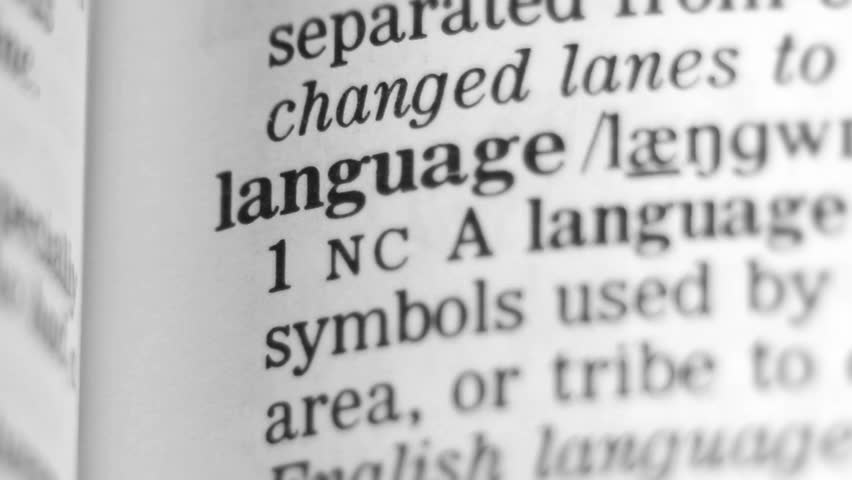 separated from
changed lanes to
language /læŋgw
1 NC A language
symbols used by
area, or tribe to
English language